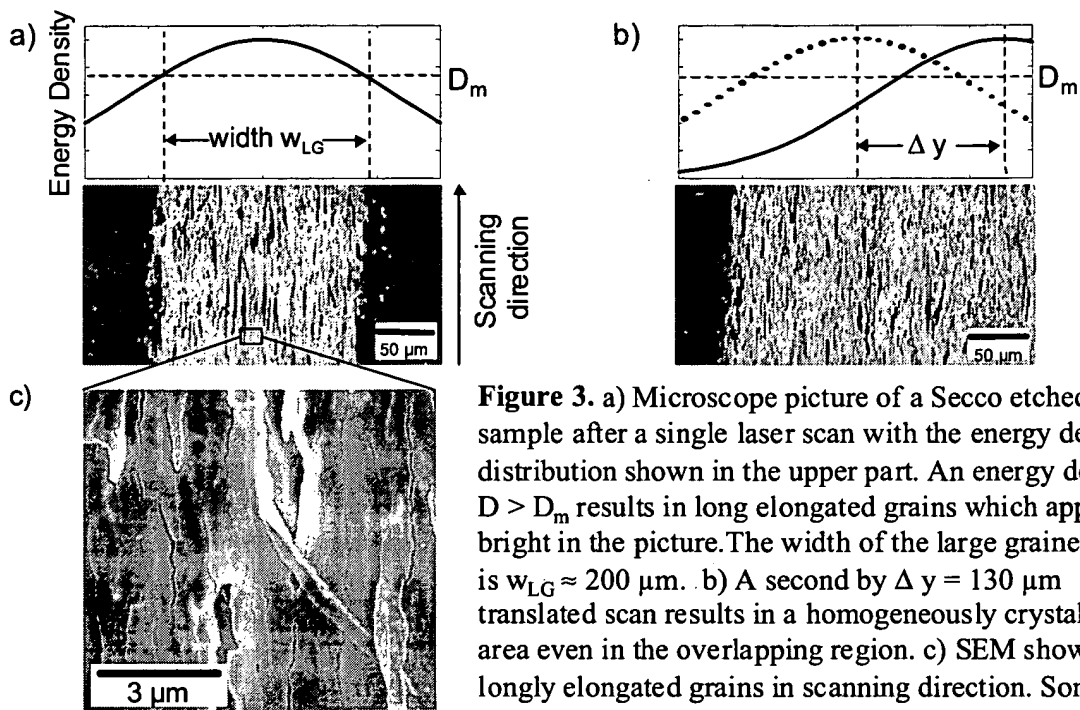 a)
Energy Density
D_m
width w_LG
Scanning direction
50 µm
b)
D_m
Δ y
50 µm
c)
3 µm
Figure 3. a) Microscope picture of a Secco etched
sample after a single laser scan with the energy de
distribution shown in the upper part. An energy de
D > D_m results in long elongated grains which app
bright in the picture.The width of the large graine
is w_LG ≈ 200 µm. b) A second by Δ y = 130 µm
translated scan results in a homogeneously crystal
area even in the overlapping region. c) SEM show
longly elongated grains in scanning direction. Som